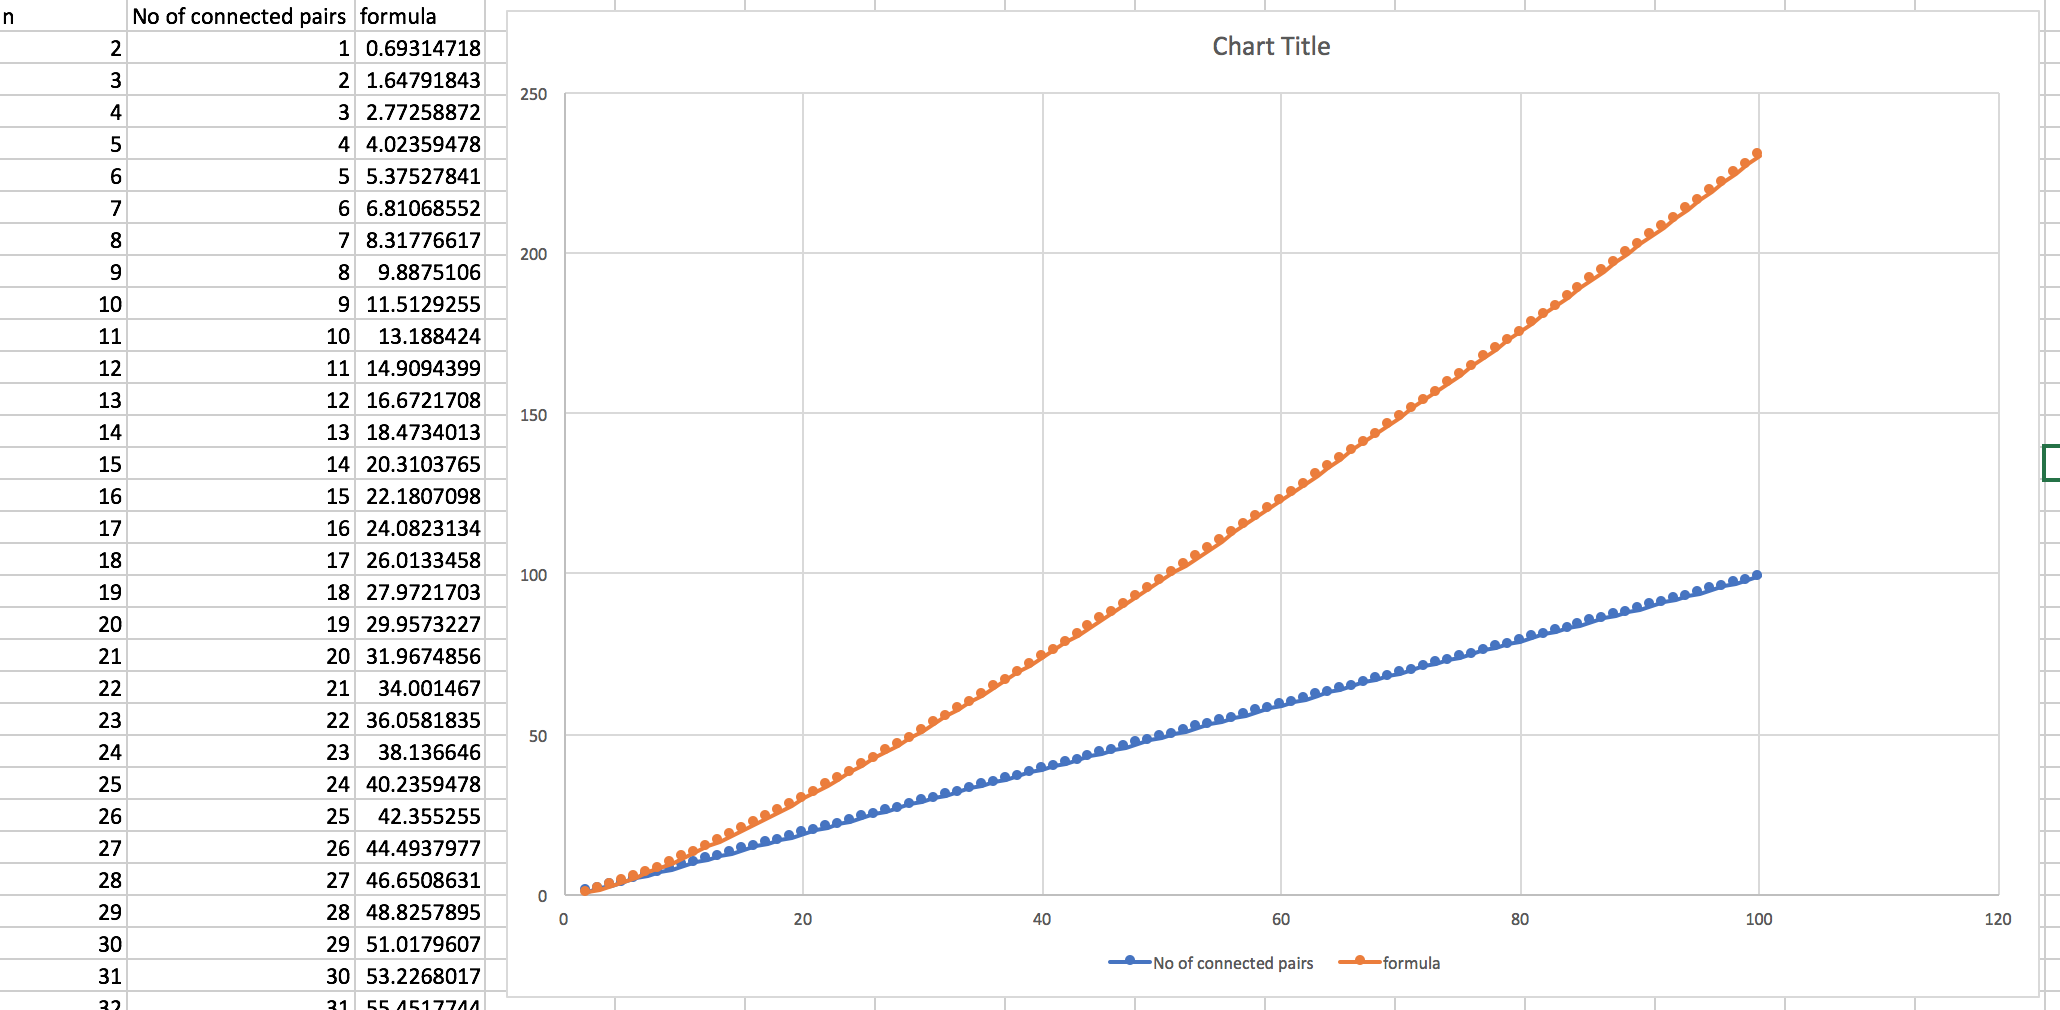 n No of connected pairs formula
2 1 0.69314718
3 2 1.64791843
4 3 2.77258872
5 4 4.02359478
6 5 5.37527841
7 6 6.81068552
8 7 8.31776617
9 8 9.8875106
10 9 11.5129255
11 10 13.188424
12 11 14.9094399
13 12 16.6721708
14 13 18.4734013
15 14 20.3103765
16 15 22.1807098
17 16 24.0823134
18 17 26.0133458
19 18 27.9721703
20 19 29.9573227
21 20 31.9674856
22 21 34.001467
23 22 36.0581835
24 23 38.136646
25 24 40.2359478
26 25 42.355255
27 26 44.4937977
28 27 46.6508631
29 28 48.8257895
30 29 51.0179607
31 30 53.2268017
32 31 55.4517744
Chart Title
250
200
150
100
50
0
0 20 40 60 80 100 120
No of connected pairs formula